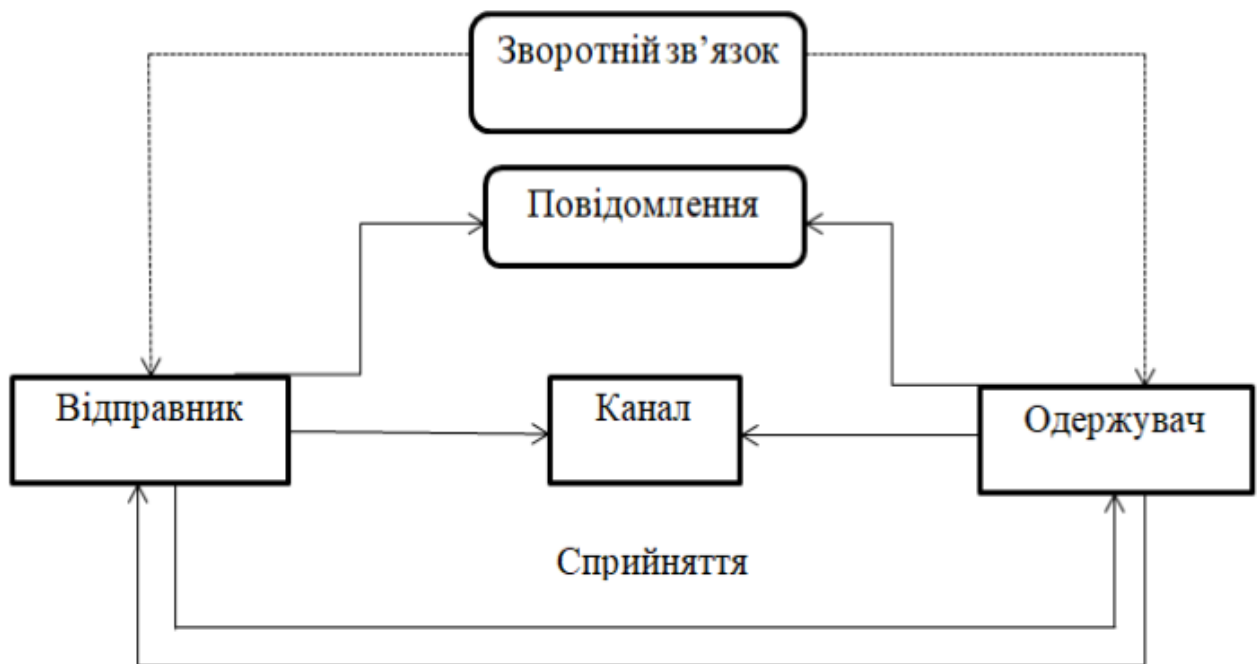 Зворотній зв’язок
Повідомлення
Відправник
Канал
Одержувач
Сприйняття